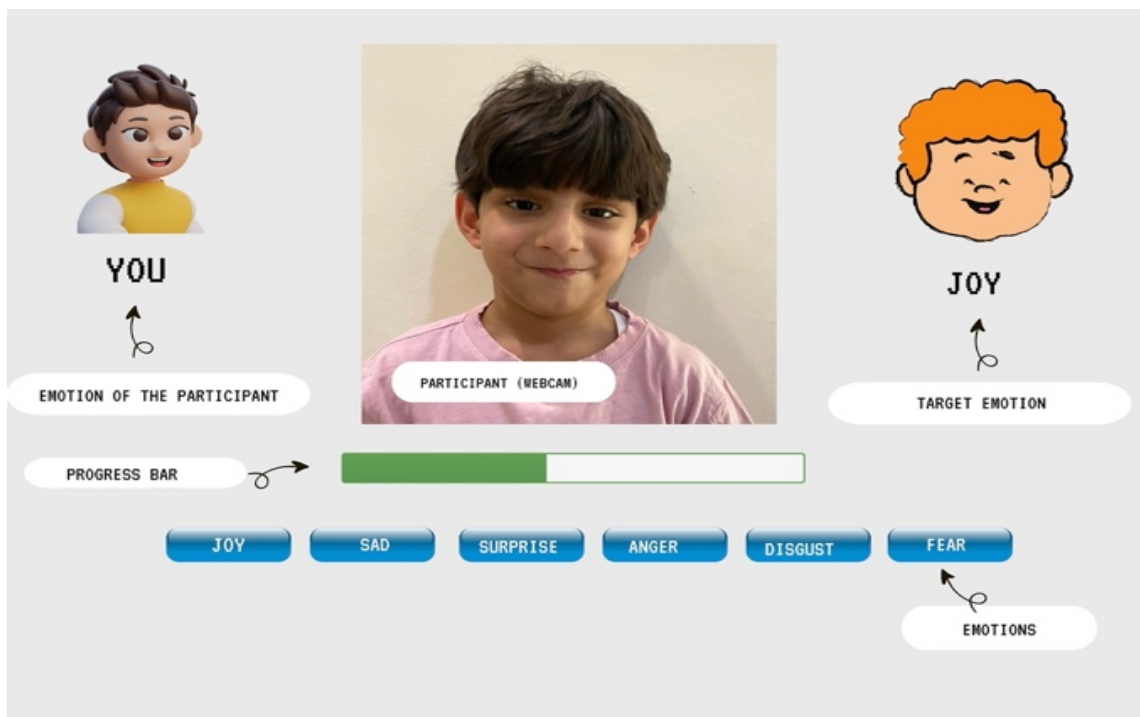 YOU
JOY
EMOTION OF THE PARTICIPANT
PARTICIPANT (WEBCAM)
TARGET EMOTION
PROGRESS BAR
JOY
SAD
SURPRISE
ANGER
DISGUST
FEAR
EMOTIONS